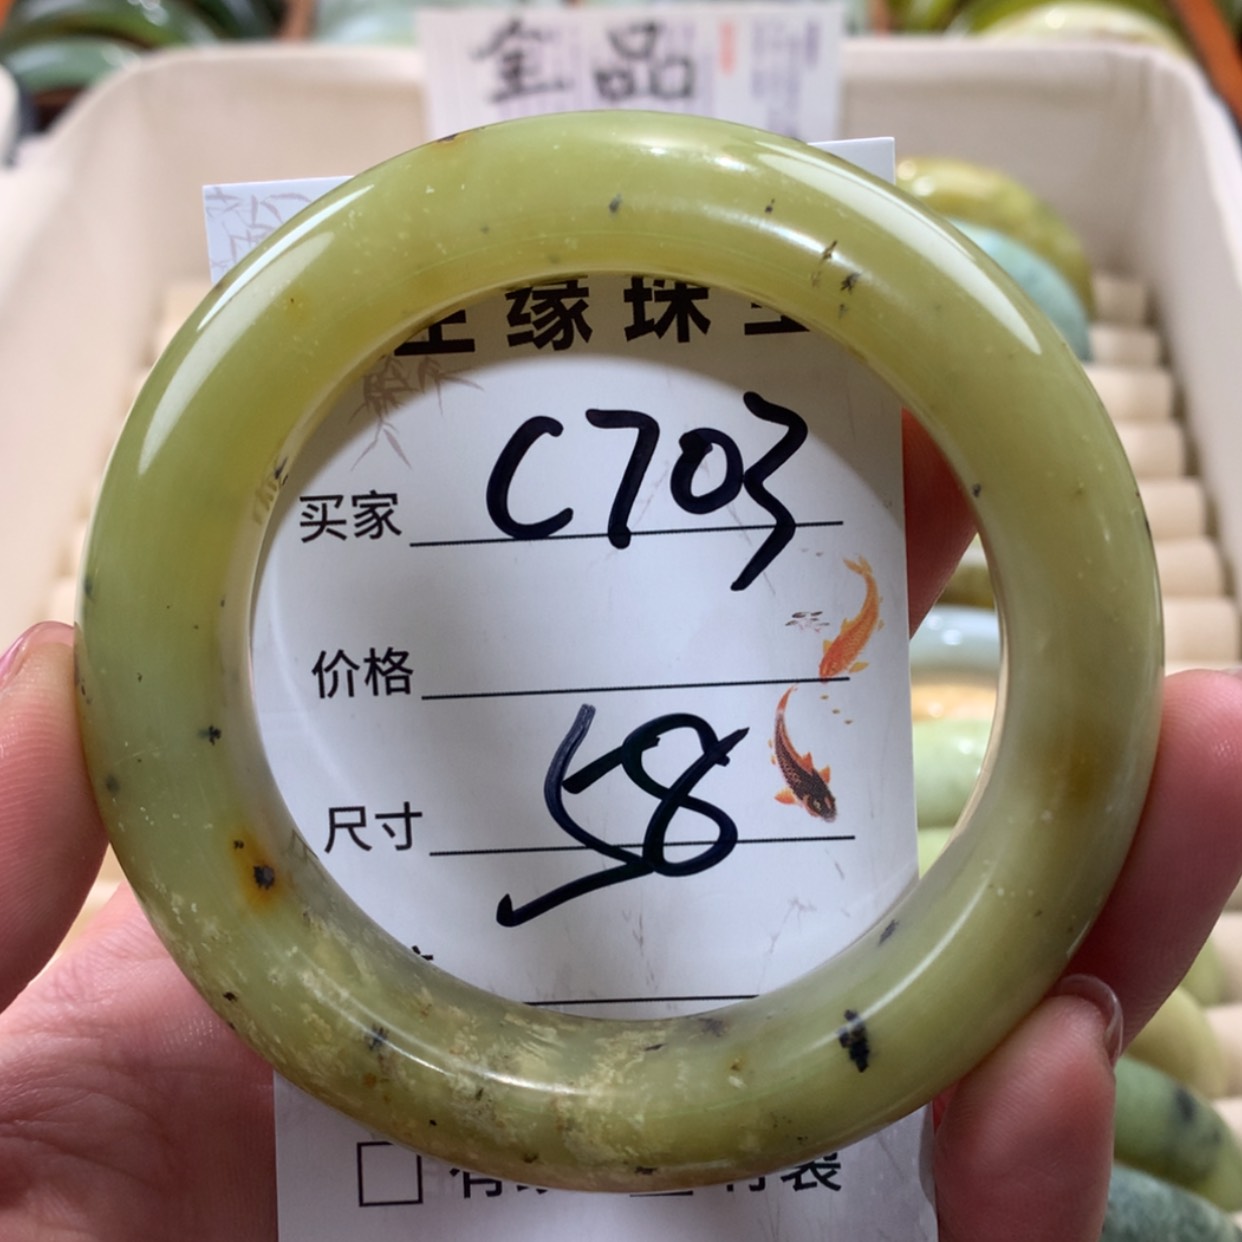 全品
缘珠
买家 C703
价格
尺寸 58